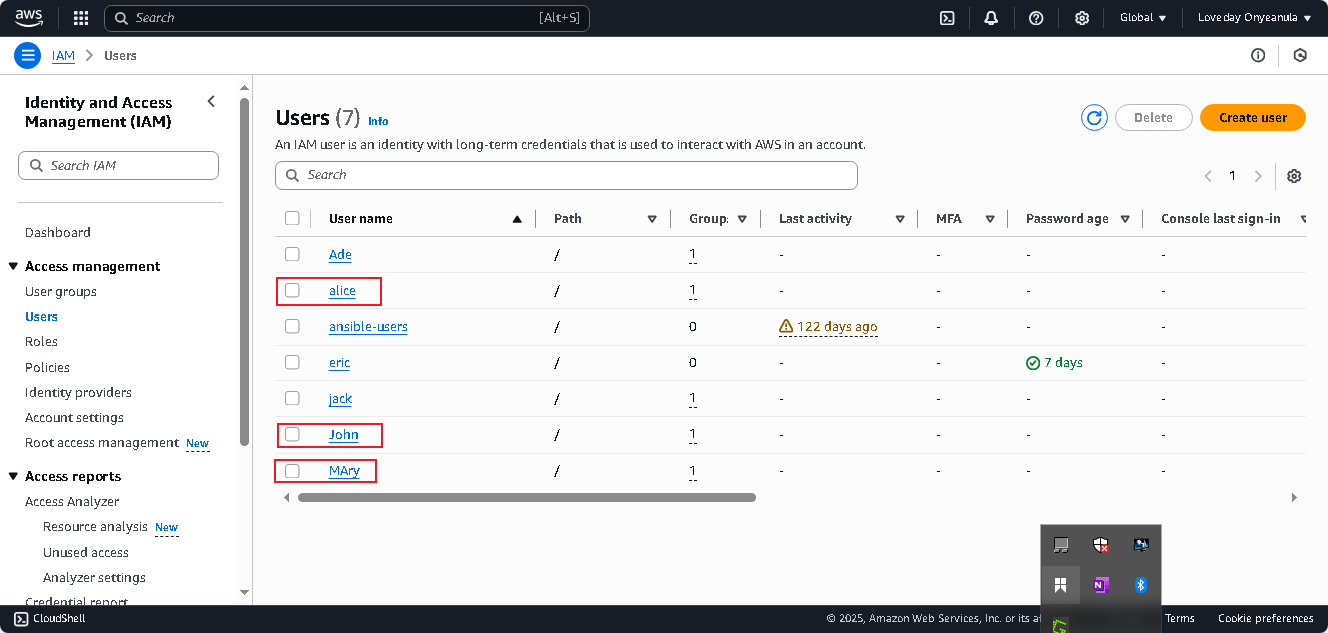 aws Search [Alt+S] Global Loveday Onyeanula
IAM Users
Identity and Access
Management (IAM)
Search IAM
Dashboard
Access management
User groups
Users
Roles
Policies
Identity providers
Account settings
Root access management New
Access reports
Access Analyzer
Resource analysis New
Unused access
Analyzer settings
Credential report
Users (7) Info
Delete Create user
An IAM user is an identity with long-term credentials that is used to interact with AWS in an account.
Search
1
User name Path Group: Last activity MFA Password age Console last sign-in
Ade / 1 - - - -
alice / 1 - - - -
ansible-users / 0 122 days ago - - -
eric / 0 - - 7 days -
jack / 1 - - - -
John / 1 - - - -
MAry / 1 - - - -
CloudShell © 2025, Amazon Web Services, Inc. or its Terms Cookie preferences